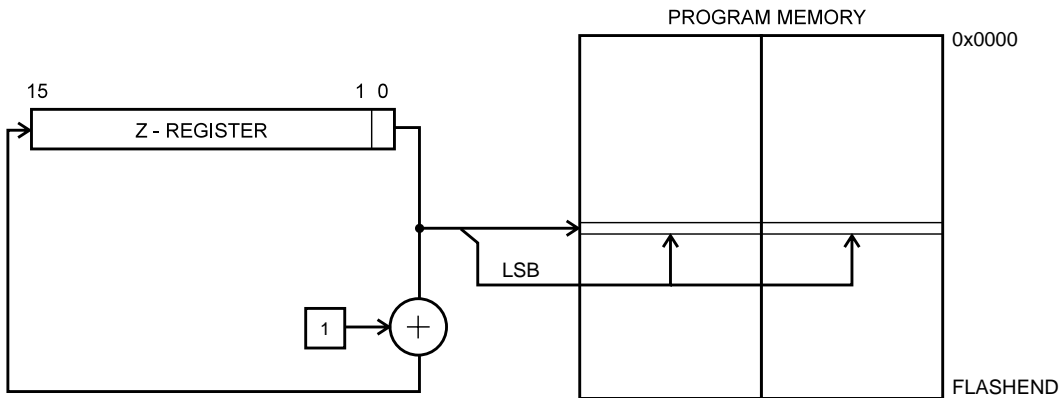 PROGRAM MEMORY
0x0000
15 1 0
Z - REGISTER
LSB
1
+
FLASHEND